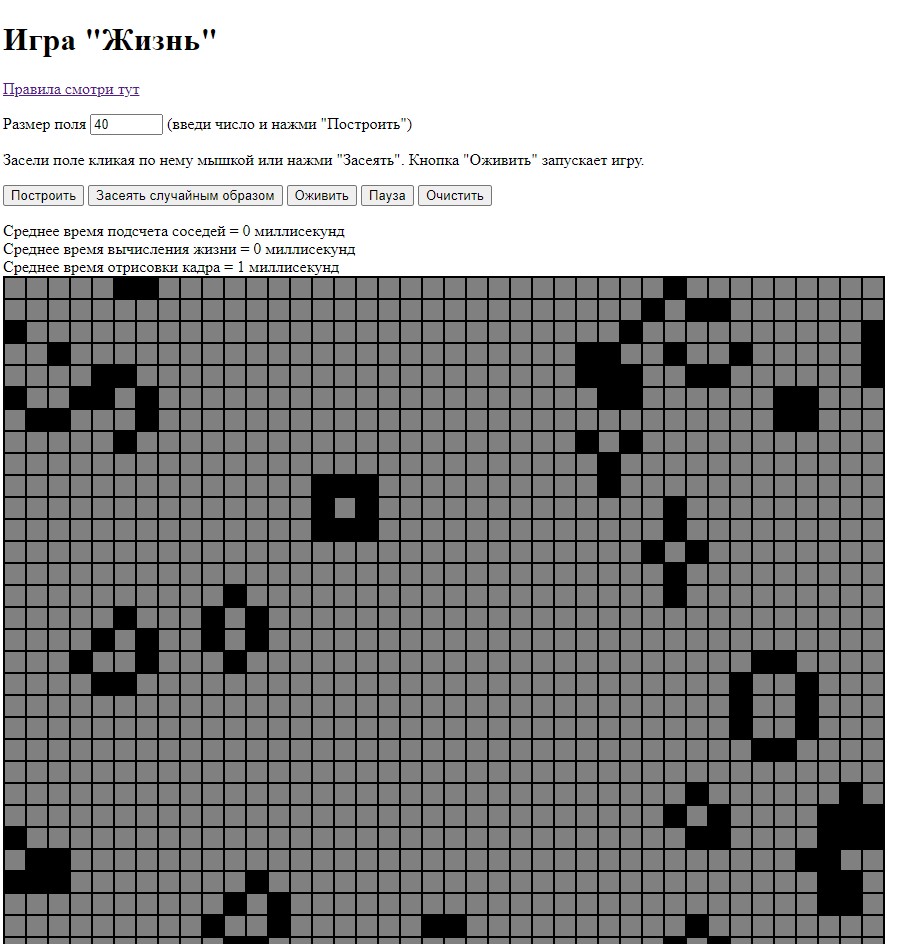 Игра "Жизнь"
Правила смотри тут
Размер поля 40 (введи число и нажми "Построить")
Засели поле кликая по нему мышкой или нажми "Засеять". Кнопка "Оживить" запускает игру.
Построить Засеять случайным образом Оживить Пауза Очистить
Среднее время подсчета соседей = 0 миллисекунд
Среднее время вычисления жизни = 0 миллисекунд
Среднее время отрисовки кадра = 1 миллисекунд